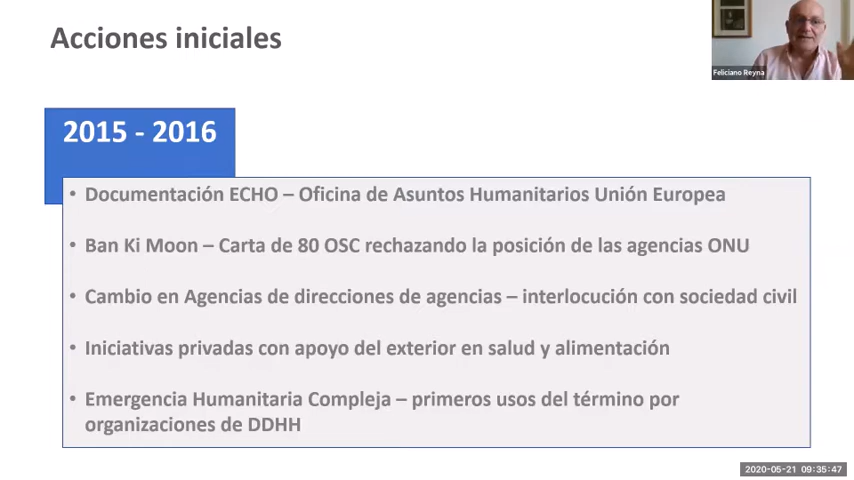 Acciones iniciales
Feliciano Reyna
2015 - 2016
• Documentación ECHO – Oficina de Asuntos Humanitarios Unión Europea
• Ban Ki Moon – Carta de 80 OSC rechazando la posición de las agencias ONU
• Cambio en Agencias de direcciones de agencias – interlocución con sociedad civil
• Iniciativas privadas con apoyo del exterior en salud y alimentación
• Emergencia Humanitaria Compleja – primeros usos del término por
organizaciones de DDHH
2020-05-21 09:35:47